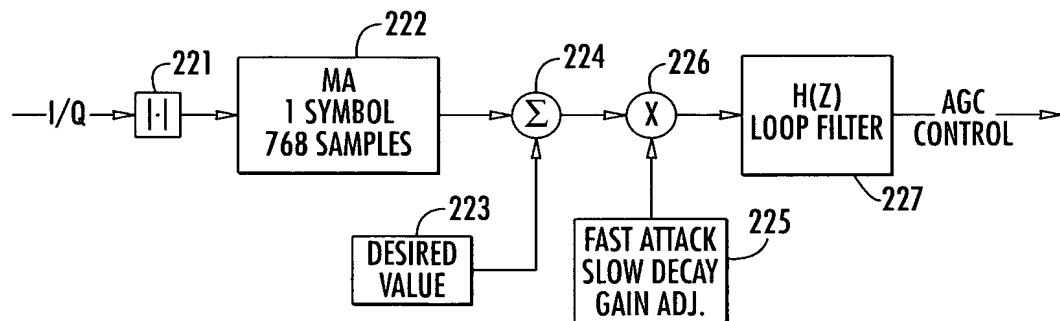 221
222
224
226
I/Q
|·|
MA
1 SYMBOL
768 SAMPLES
Σ
X
H(Z)
LOOP FILTER
AGC
CONTROL
227
223
DESIRED
VALUE
225
FAST ATTACK
SLOW DECAY
GAIN ADJ.